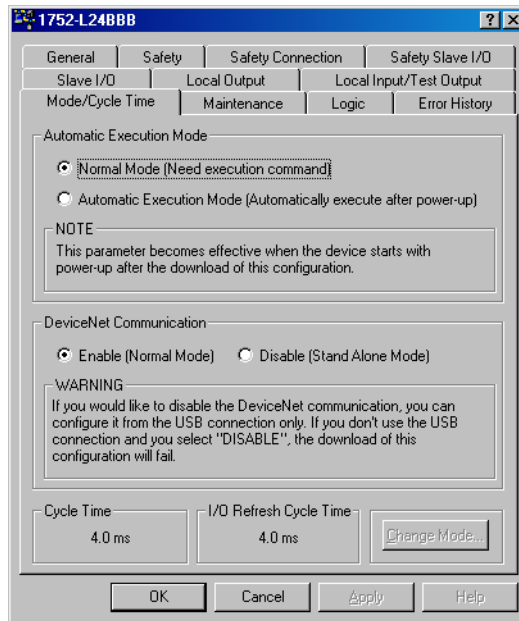 1752-L24BBB
General Safety Safety Connection Safety Slave I/O
Slave I/O Local Output Local Input/Test Output
Mode/Cycle Time Maintenance Logic Error History
Automatic Execution Mode
Normal Mode (Need execution command)
Automatic Execution Mode (Automatically execute after power-up)
NOTE
This parameter becomes effective when the device starts with
power-up after the download of this configuration.
DeviceNet Communication
Enable (Normal Mode) Disable (Stand Alone Mode)
WARNING
If you would like to disable the DeviceNet communication, you can
configure it from the USB connection only. If you don't use the USB
connection and you select "DISABLE", the download of this
configuration will fail.
Cycle Time I/O Refresh Cycle Time
4.0 ms 4.0 ms Change Mode...
OK Cancel Apply Help